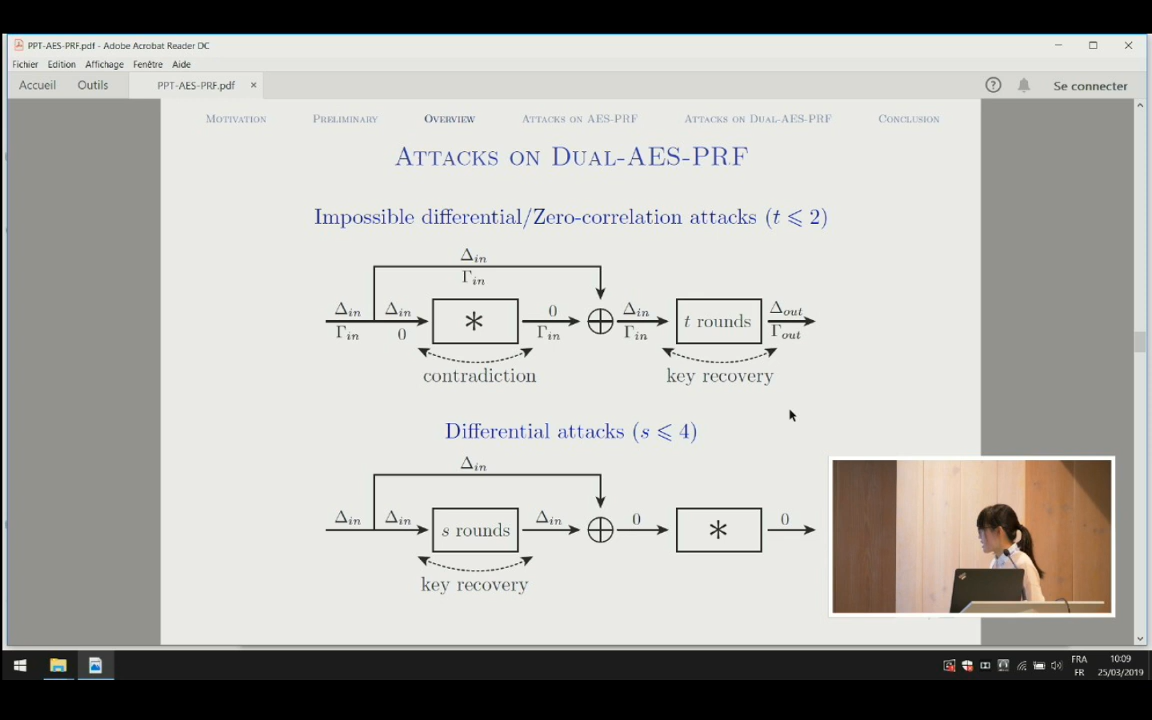 PPT-AES-PRF.pdf - Adobe Acrobat Reader DC
Fichier Edition Affichage Fenêtre Aide
Accueil Outils PPT-AES-PRF.pdf × ? Se connecter
MOTIVATION PRELIMINARY OVERVIEW ATTACKS ON AES-PRF ATTACKS ON DUAL-AES-PRF CONCLUSION
ATTACKS ON DUAL-AES-PRF
Impossible differential/Zero-correlation attacks (t ⩽ 2)
Δin
Γin
Δin Δin * 0 ⊕ Δin t rounds Δout
Γin 0 Γin Γin Γout
contradiction key recovery
Differential attacks (s ⩽ 4)
Δin
Δin Δin s rounds Δin ⊕ 0 * 0
key recovery
FRA 10:09
FR 25/03/2019